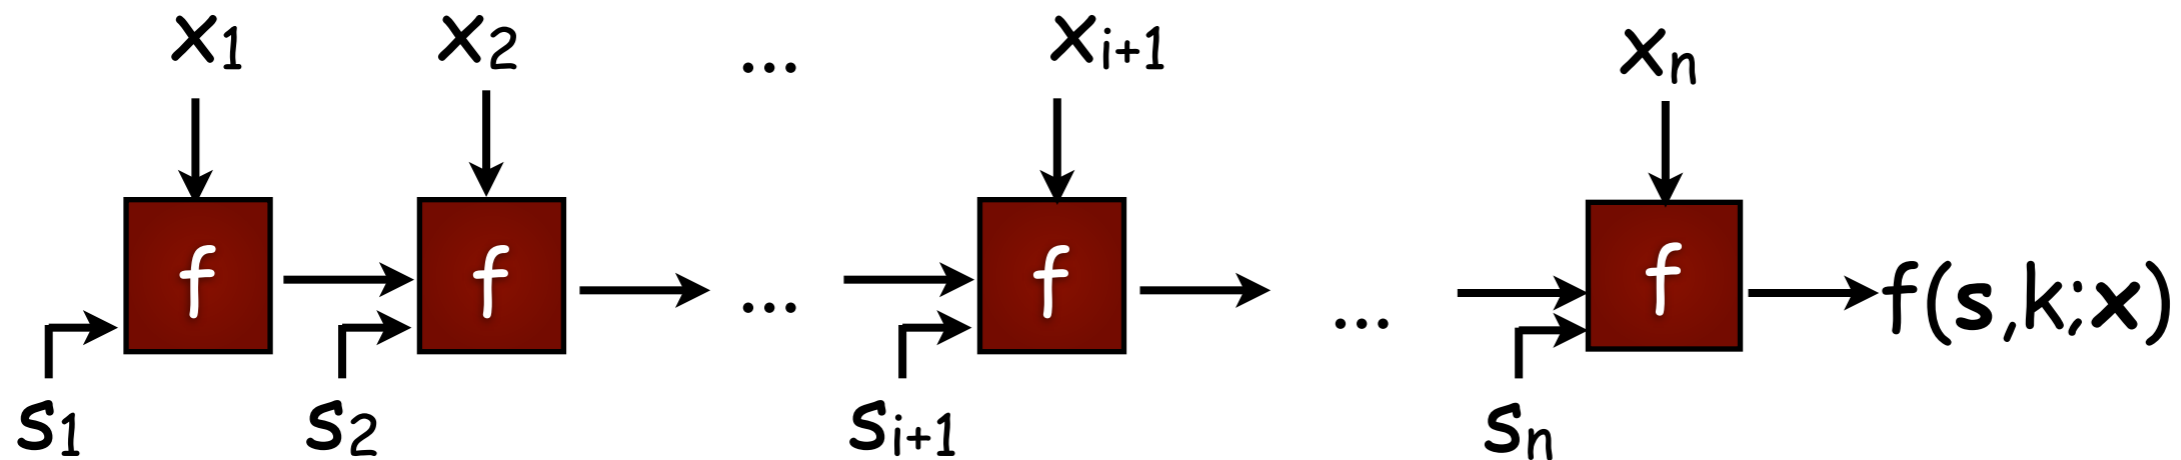 x1 x2 ... xi+1 xn
f f ... f ... f f(s,k;x)
s1 s2 si+1 sn